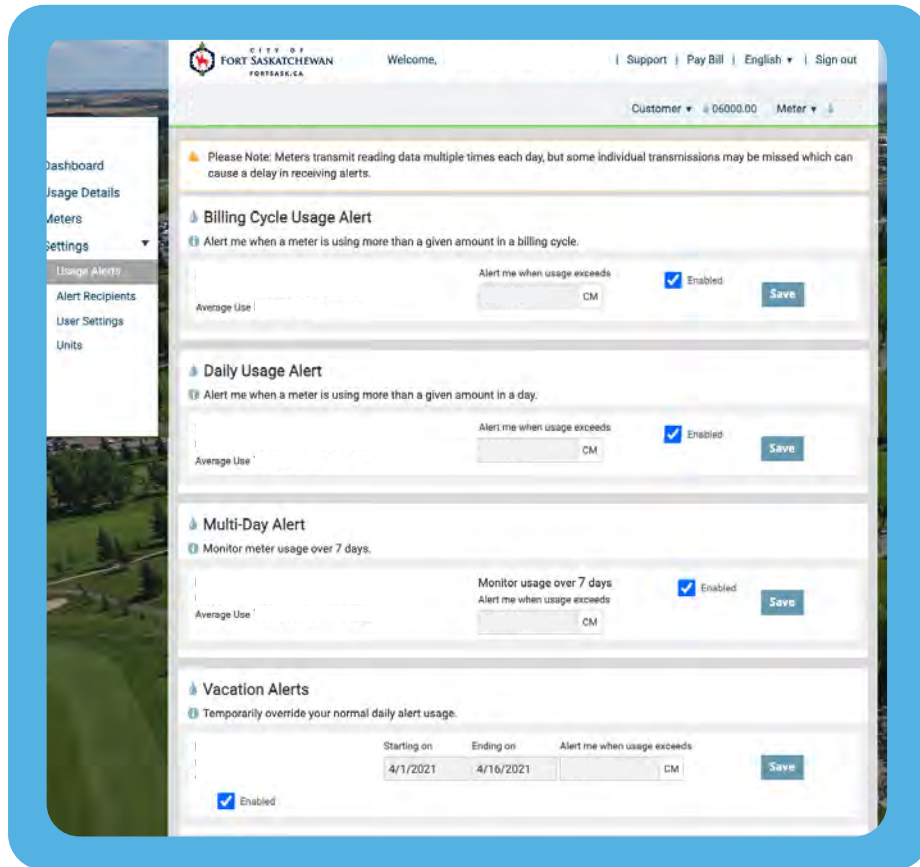 CITY OF
FORT SASKATCHEWAN
FORTSASK.CA
Welcome,
| Support | Pay Bill | English ▾ | Sign out
Customer ▾ 06000.00 Meter ▾
Dashboard
Usage Details
Meters
Settings ▾
Usage Alerts
Alert Recipients
User Settings
Units
Please Note: Meters transmit reading data multiple times each day, but some individual transmissions may be missed which can
cause a delay in receiving alerts.
Billing Cycle Usage Alert
Alert me when a meter is using more than a given amount in a billing cycle.
Alert me when usage exceeds
CM
Enabled
Save
Average Use
Daily Usage Alert
Alert me when a meter is using more than a given amount in a day.
Alert me when usage exceeds
CM
Enabled
Save
Average Use
Multi-Day Alert
Monitor meter usage over 7 days.
Monitor usage over 7 days
Alert me when usage exceeds
CM
Enabled
Save
Average Use
Vacation Alerts
Temporarily override your normal daily alert usage.
Starting on Ending on Alert me when usage exceeds
4/1/2021 4/16/2021 CM
Save
Enabled